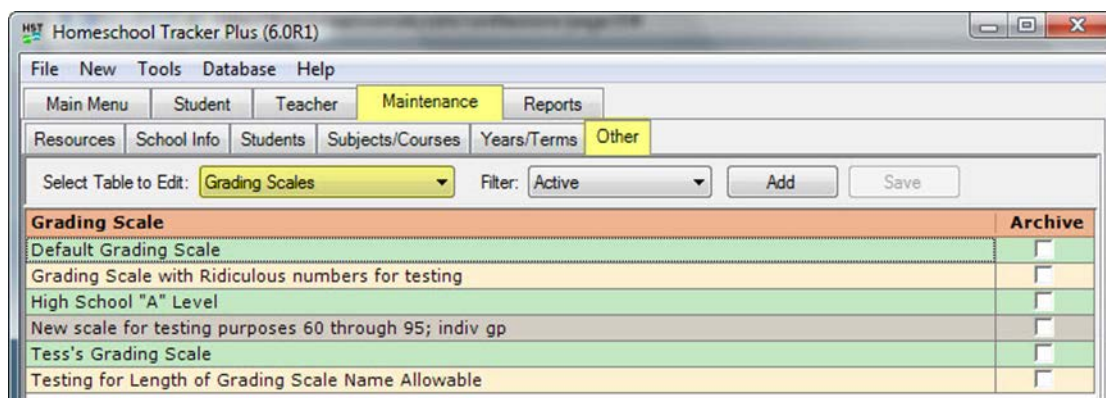 HST Homeschool Tracker Plus (6.0R1)
File New Tools Database Help
Main Menu Student Teacher Maintenance Reports
Resources School Info Students Subjects/Courses Years/Terms Other
Select Table to Edit: Grading Scales Filter: Active Add Save
Grading Scale Archive
Default Grading Scale
Grading Scale with Ridiculous numbers for testing
High School "A" Level
New scale for testing purposes 60 through 95; indiv gp
Tess's Grading Scale
Testing for Length of Grading Scale Name Allowable